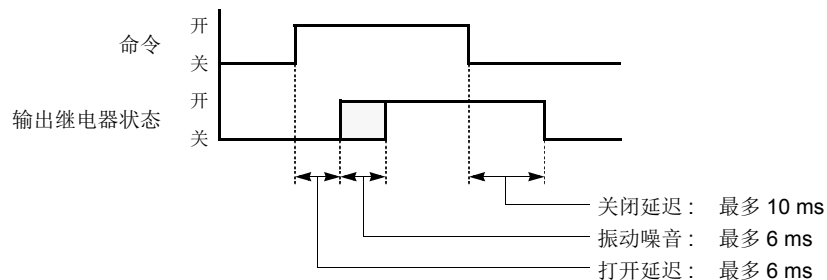 命令
开
关
输出继电器状态
开
关
关闭延迟： 最多 10 ms
振动噪音： 最多 6 ms
打开延迟： 最多 6 ms